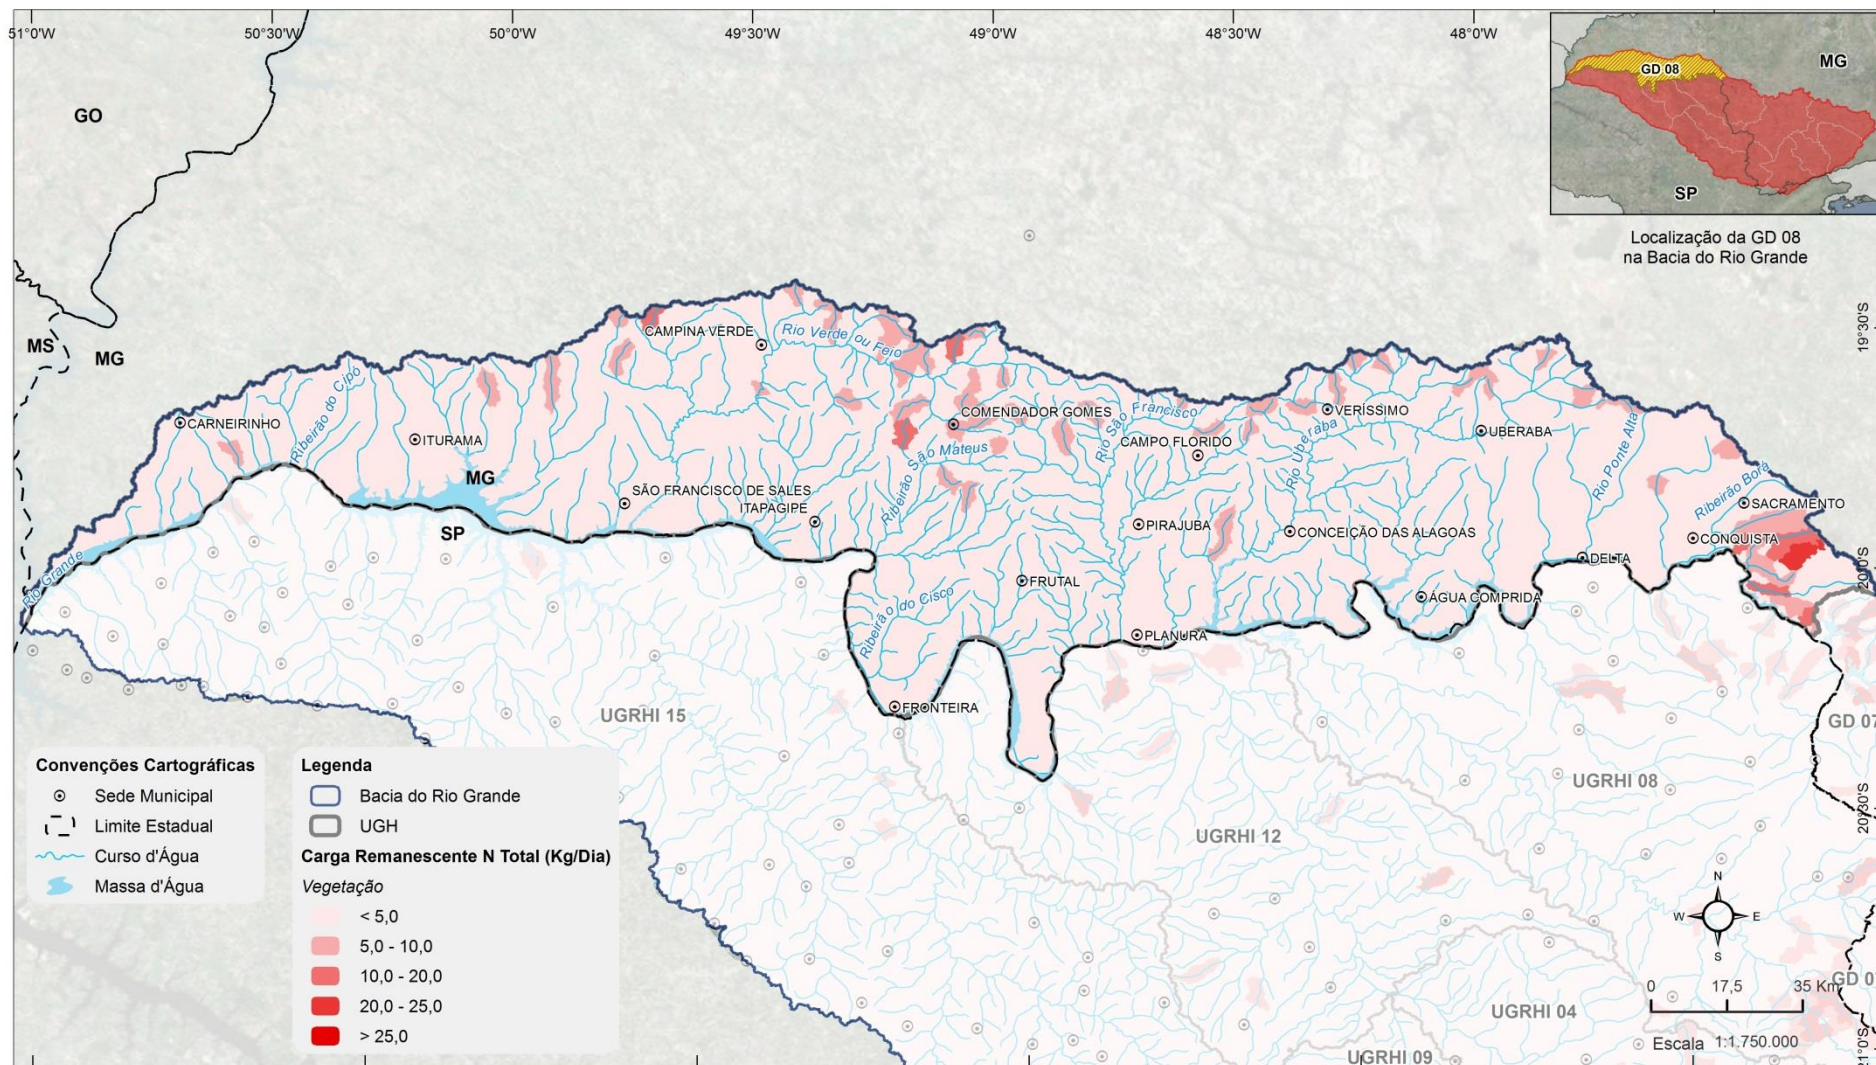 51°0'W
50°30'W
50°0'W
49°30'W
49°0'W
48°30'W
48°0'W
GO
MS
MG
GD 08
MG
SP
Localização da GD 08
na Bacia do Rio Grande
19°30'S
20°0'S
20°30'S
21°0'S
CAMPINA VERDE
Rio Verde ou Feio
Ribeirão do Cipó
CARNEIRINHO
ITURAMA
COMENDADOR GOMES
Rio São Francisco
VERÍSSIMO
CAMPO FLORIDO
Rio Uberaba
UBERABA
Rio Ponte Alta
Ribeirão São Mateus
MG
SP
SÃO FRANCISCO DE SALES
ITAPAGIPE
PIRAJUBA
CONCEIÇÃO DAS ALAGOAS
Ribeirão Borá
SACRAMENTO
CONQUISTA
DELTA
Rio Grande
FRUTAL
ÁGUA COMPRIDA
Ribeirão do Cisco
PLANURA
FRONTEIRA
UGRHI 15
GD 07
UGRHI 08
UGRHI 12
GD 0
UGRHI 04
UGRHI 09
Convenções Cartográficas
Sede Municipal
Limite Estadual
Curso d'Água
Massa d'Água
Legenda
Bacia do Rio Grande
UGH
Carga Remanescente N Total (Kg/Dia)
Vegetação
< 5,0
5,0 - 10,0
10,0 - 20,0
20,0 - 25,0
> 25,0
N
W
E
S
0
17,5
35 Km
Escala 1:1.750.000